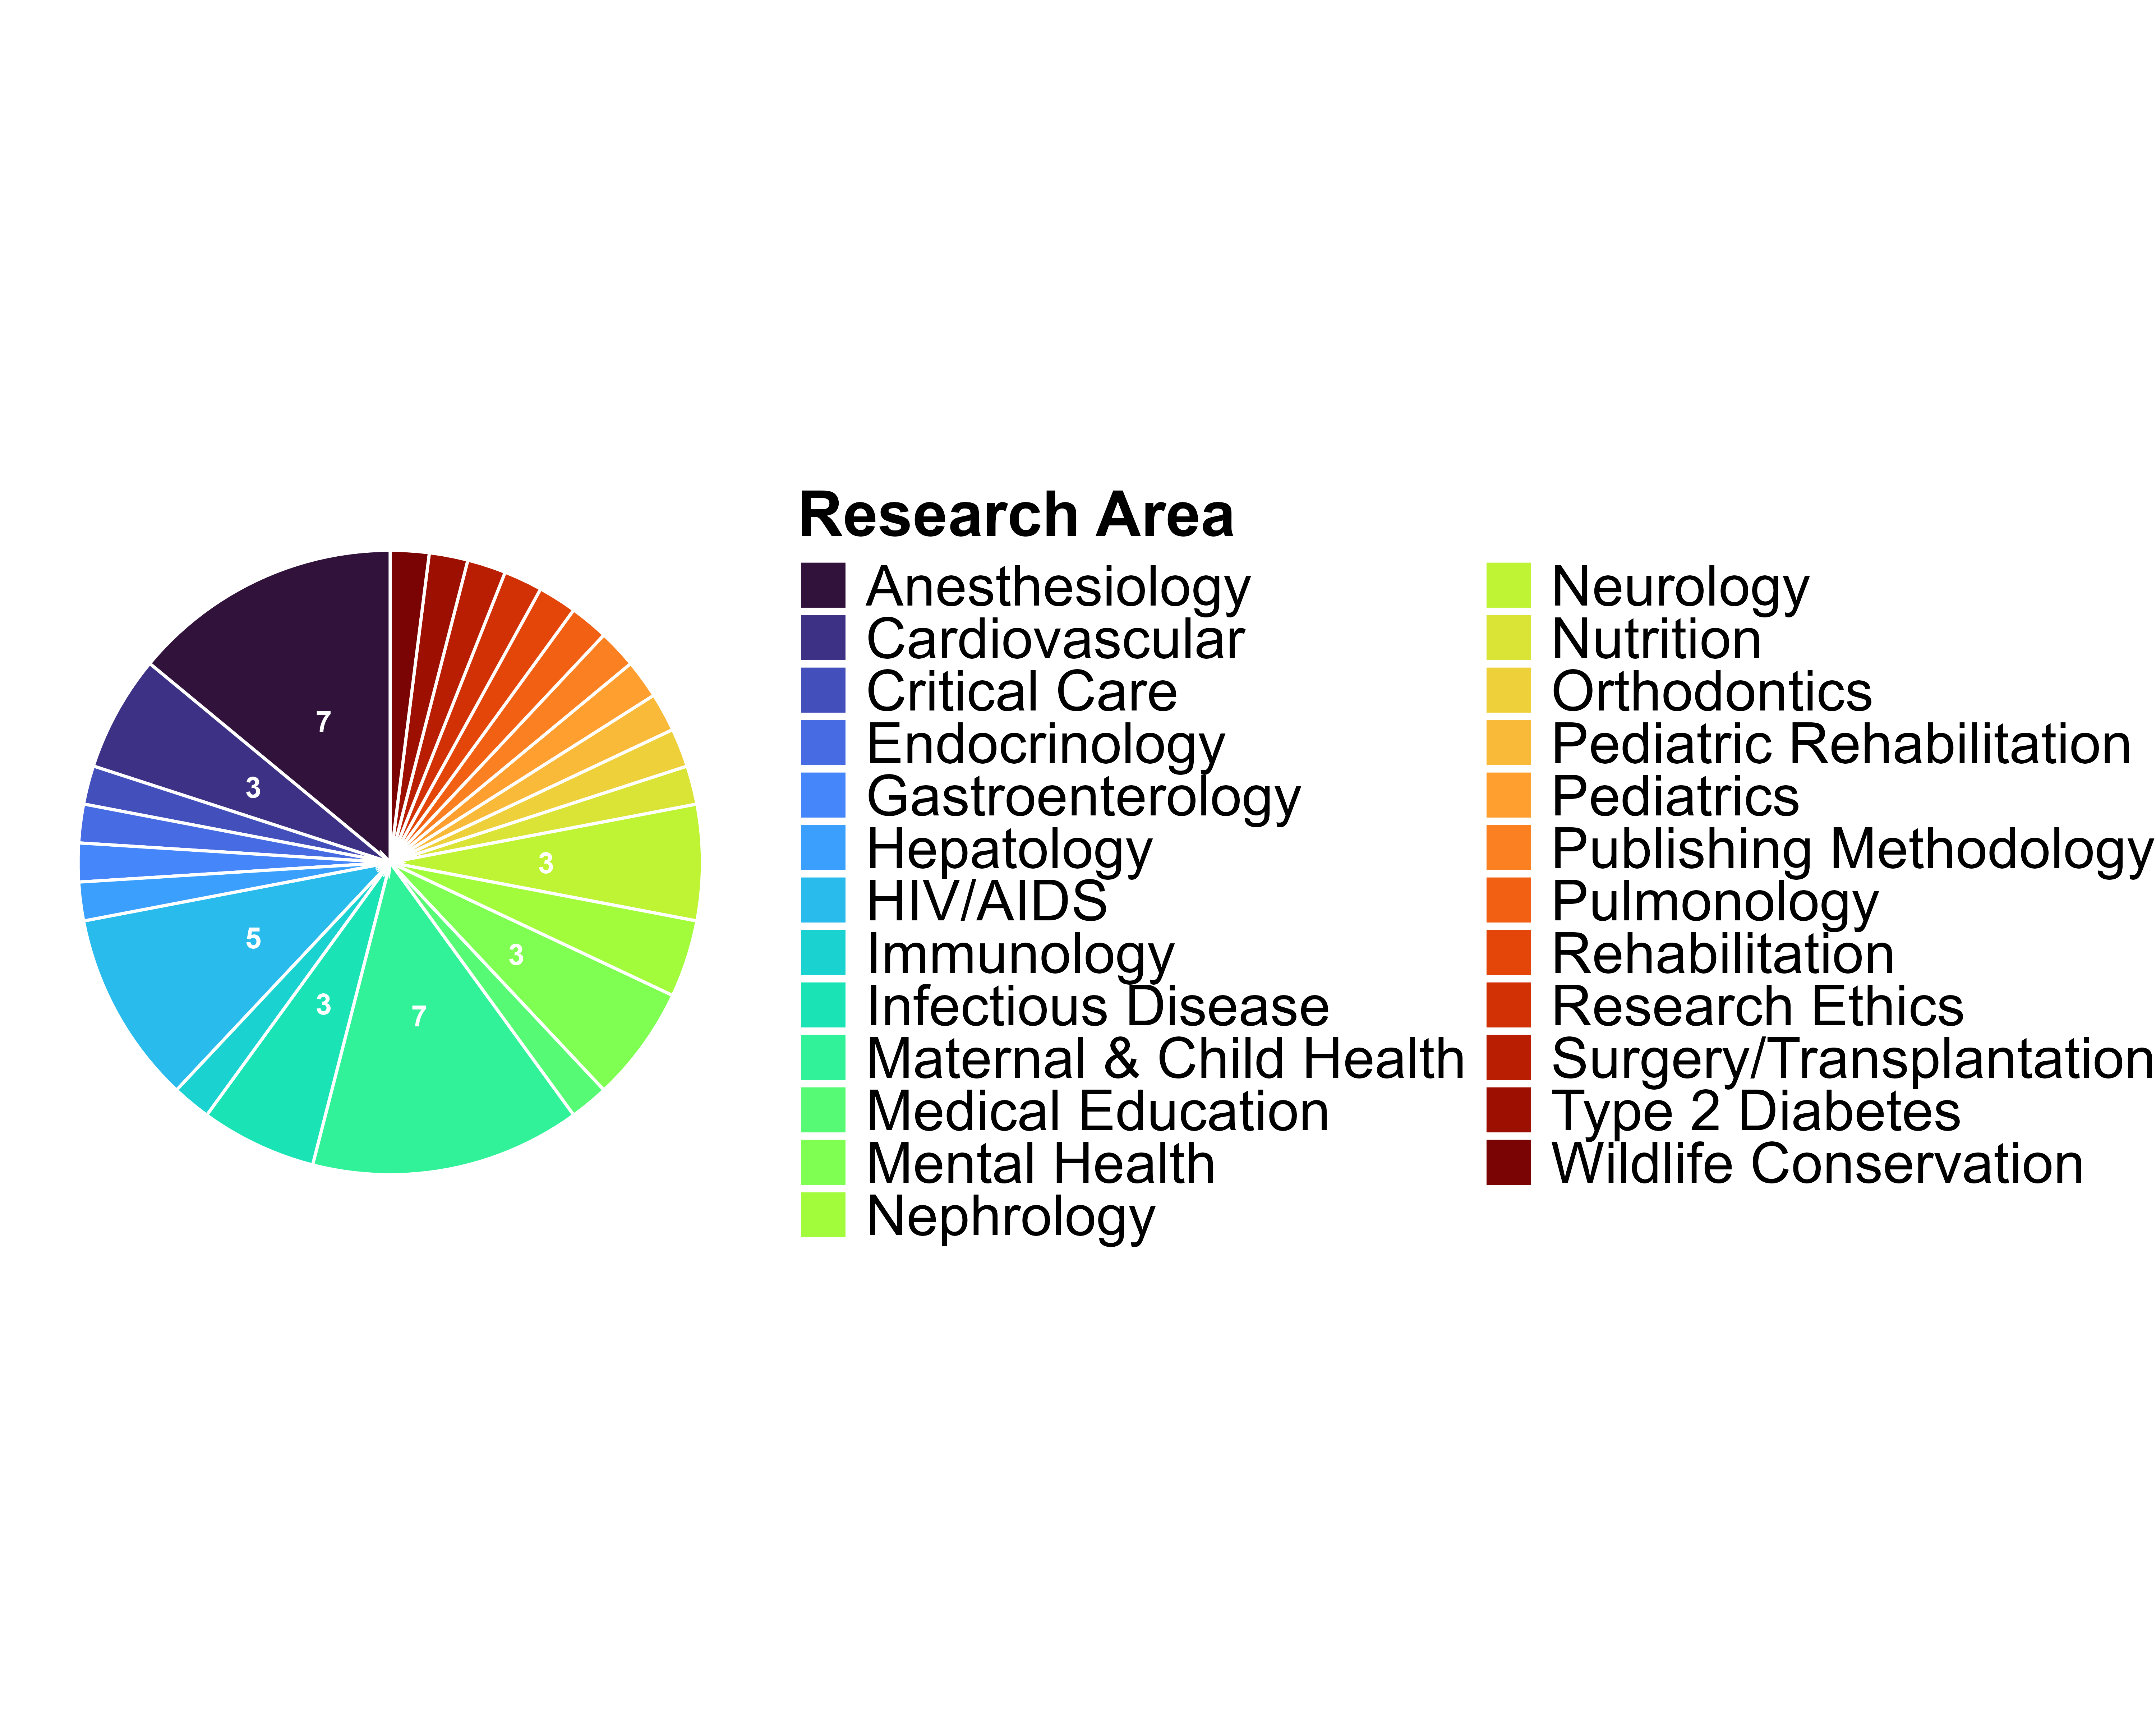 Research Area
Anesthesiology
Cardiovascular
Critical Care
Endocrinology
Gastroenterology
Hepatology
HIV/AIDS
Immunology
Infectious Disease
Maternal & Child Health
Medical Education
Mental Health
Nephrology
Neurology
Nutrition
Orthodontics
Pediatric Rehabilitation
Pediatrics
Publishing Methodology
Pulmonology
Rehabilitation
Research Ethics
Surgery/Transplantation
Type 2 Diabetes
Wildlife Conservation
7
3
3
3
5
3
7